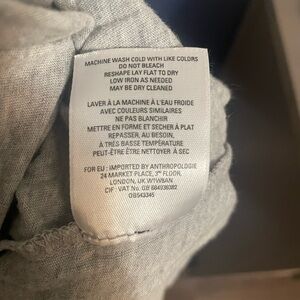 MACHINE WASH COLD WITH LIKE COLORS
DO NOT BLEACH
RESHAPE LAY FLAT TO DRY
LOW IRON AS NEEDED
MAY BE DRY CLEANED
LAVER À LA MACHINE À L'EAU FROIDE
AVEC COULEURS SIMILAIRES
NE PAS BLANCHIR
METTRE EN FORME ET SÉCHER À PLAT
REPASSER, AU BESOIN,
À TRÈS BASSE TEMPÉRATURE
PEUT-ÊTRE ÊTRE NETTOYER À SEC
FOR EU : IMPORTED BY ANTHROPOLOGIE
24 MARKET PLACE, 3RD FLOOR,
LONDON, UK W1W8AN
CIF - VAT No. GB 664938382
OB543345